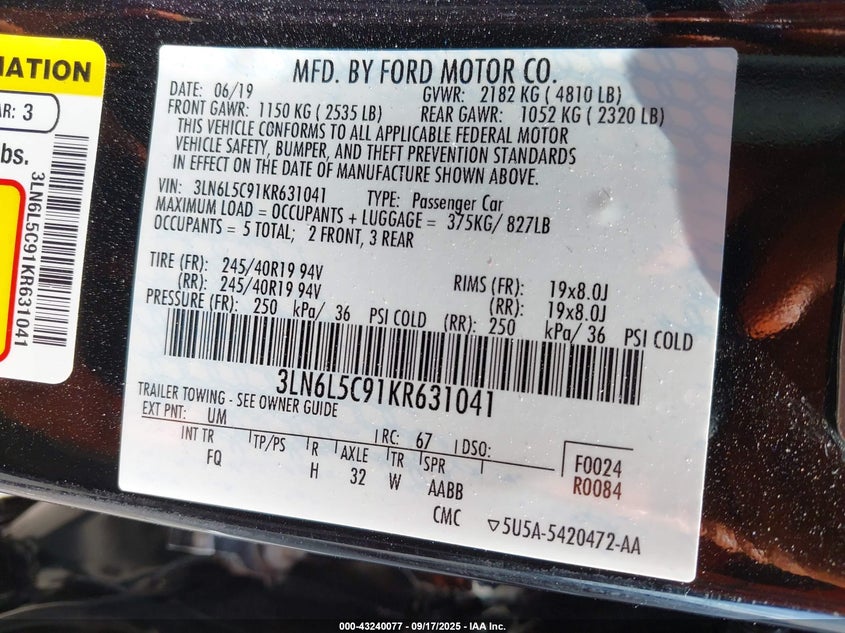 MATION
AR: 3
lbs.
3LN6L5C91KR631041
MFD. BY FORD MOTOR CO.
DATE: 06/19 GVWR: 2182 KG ( 4810 LB)
FRONT GAWR: 1150 KG ( 2535 LB) REAR GAWR: 1052 KG ( 2320 LB)
THIS VEHICLE CONFORMS TO ALL APPLICABLE FEDERAL MOTOR
VEHICLE SAFETY, BUMPER, AND THEFT PREVENTION STANDARDS
IN EFFECT ON THE DATE OF MANUFACTURE SHOWN ABOVE.
VIN: 3LN6L5C91KR631041 TYPE: Passenger Car
MAXIMUM LOAD = OCCUPANTS + LUGGAGE = 375KG/ 827LB
OCCUPANTS = 5 TOTAL; 2 FRONT, 3 REAR
TIRE (FR): 245/40R19 94V RIMS (FR): 19x8.0J
(RR): 245/40R19 94V (RR): 19x8.0J
PRESSURE (FR): 250 kPa/ 36 PSI COLD (RR): 250 kPa/ 36 PSI COLD
3LN6L5C91KR631041
TRAILER TOWING - SEE OWNER GUIDE
EXT PNT: UM RC: 67 DSO:
INT TR TP/PS R AXLE TR SPR
FQ H 32 W AABB
F0024
R0084
CMC ▽5U5A-5420472-AA
000-43240077 - 09/17/2025 - IAA Inc.